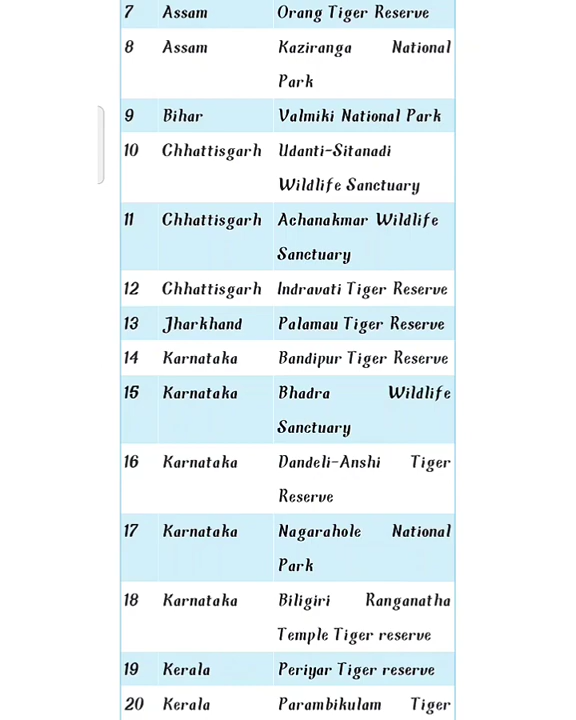 7 Assam Orang Tiger Reserve
8 Assam Kaziranga National
Park
9 Bihar Valmiki National Park
10 Chhattisgarh Udanti-Sitanadi
Wildlife Sanctuary
11 Chhattisgarh Achanakmar Wildlife
Sanctuary
12 Chhattisgarh Indravati Tiger Reserve
13 Jharkhand Palamau Tiger Reserve
14 Karnataka Bandipur Tiger Reserve
15 Karnataka Bhadra Wildlife
Sanctuary
16 Karnataka Dandeli-Anshi Tiger
Reserve
17 Karnataka Nagarahole National
Park
18 Karnataka Biligiri Ranganatha
Temple Tiger reserve
19 Kerala Periyar Tiger reserve
20 Kerala Parambikulam Tiger